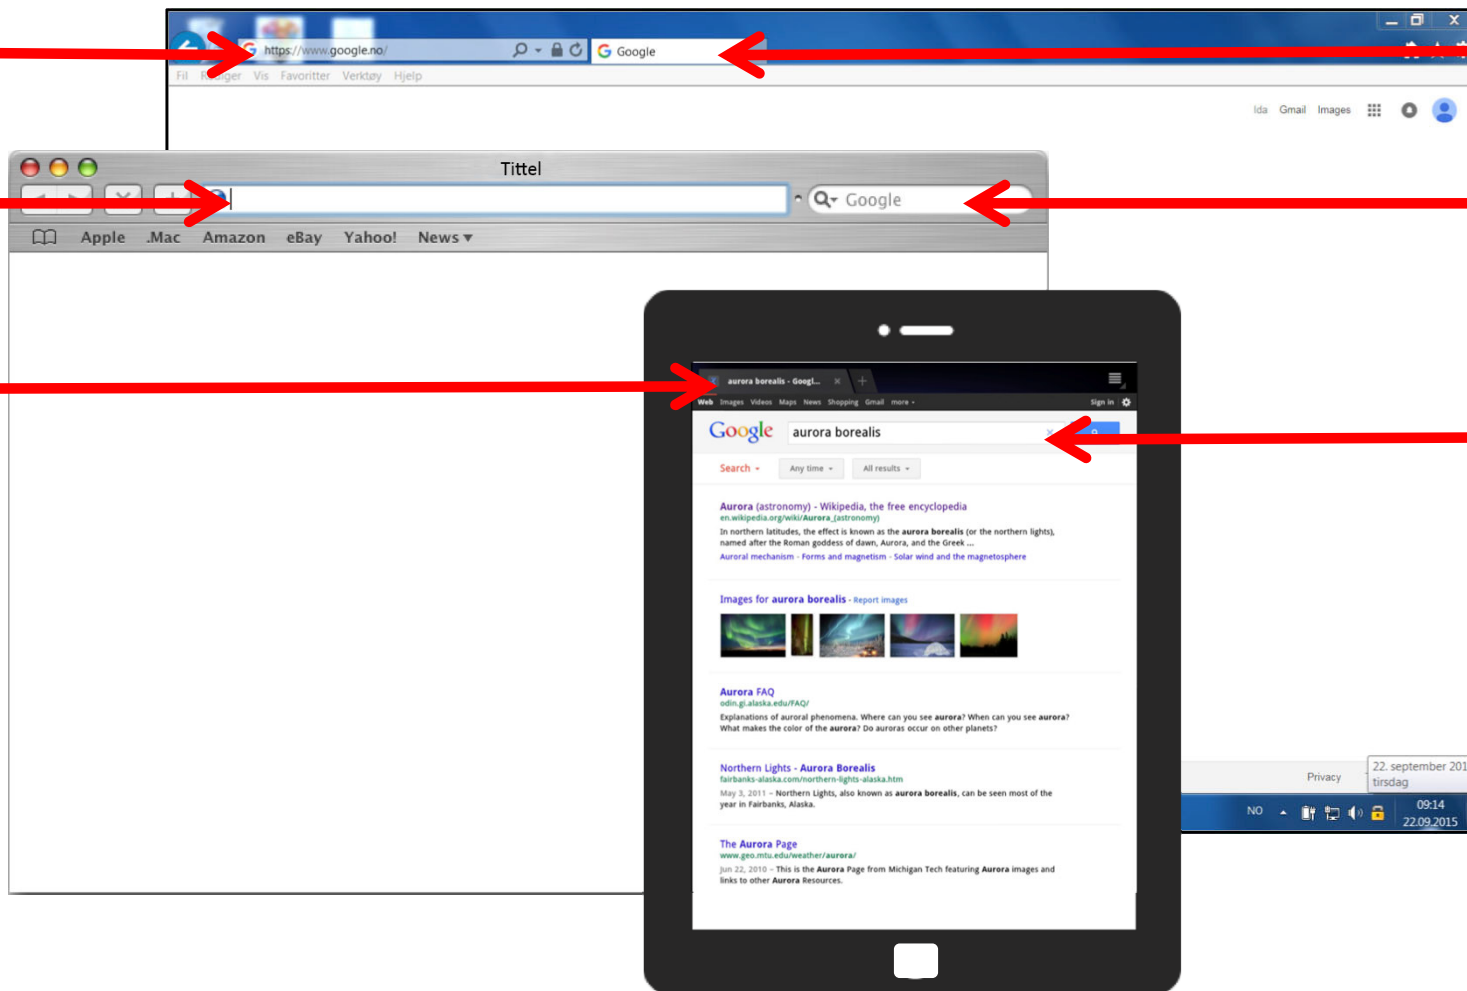 https://www.google.no/
Google
Fil Rediger Vis Favoritter Verktøy Hjelp
Ida Gmail Images
Tittel
Google
Apple .Mac Amazon eBay Yahoo! News
aurora borealis - Googl...
Web Images Videos Maps News Shopping Gmail more
Sign in
Google aurora borealis
Search Any time All results
Aurora (astronomy) - Wikipedia, the free encyclopedia
en.wikipedia.org/wiki/Aurora_(astronomy)
In northern latitudes, the effect is known as the aurora borealis (or the northern lights),
named after the Roman goddess of dawn, Aurora, and the Greek ...
Auroral mechanism - Forms and magnetism - Solar wind and the magnetosphere
Images for aurora borealis - Report images
Aurora FAQ
odin.gi.alaska.edu/FAQ/
Explanations of auroral phenomena. Where can you see aurora? When can you see aurora?
What makes the color of the aurora? Do auroras occur on other planets?
Northern Lights - Aurora Borealis
fairbanks-alaska.com/northern-lights-alaska.htm
May 3, 2011 – Northern Lights, also known as aurora borealis, can be seen most of the
year in Fairbanks, Alaska.
The Aurora Page
www.geo.mtu.edu/weather/aurora/
Jun 22, 2010 – This is the Aurora Page from Michigan Tech featuring Aurora images and
links to other Aurora Resources.
Privacy
22. september 201
tirsdag
NO
09:14
22.09.2015